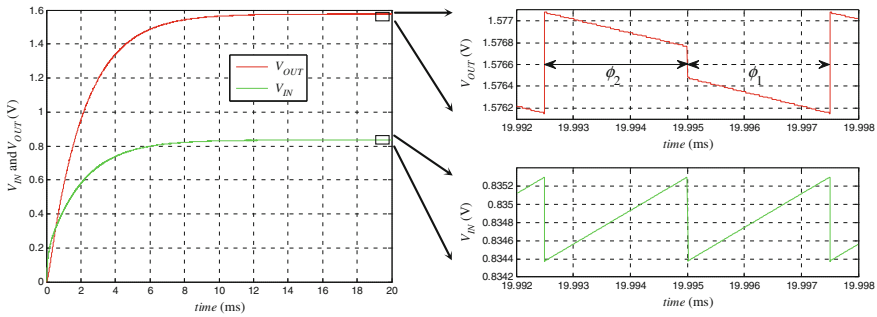 1.6
1.4
1.2
1
0.8
0.6
0.4
0.2
0
V_IN and V_OUT (V)
V_OUT
V_IN
0 2 4 6 8 10 12 14 16 18 20
time (ms)
1.577
1.5768
1.5766
1.5764
1.5762
V_OUT (V)
ϕ2 ϕ1
19.992 19.993 19.994 19.995 19.996 19.997 19.998
time (ms)
0.8352
0.835
0.8348
0.8346
0.8344
0.8342
V_IN (V)
19.992 19.993 19.994 19.995 19.996 19.997 19.998
time (ms)